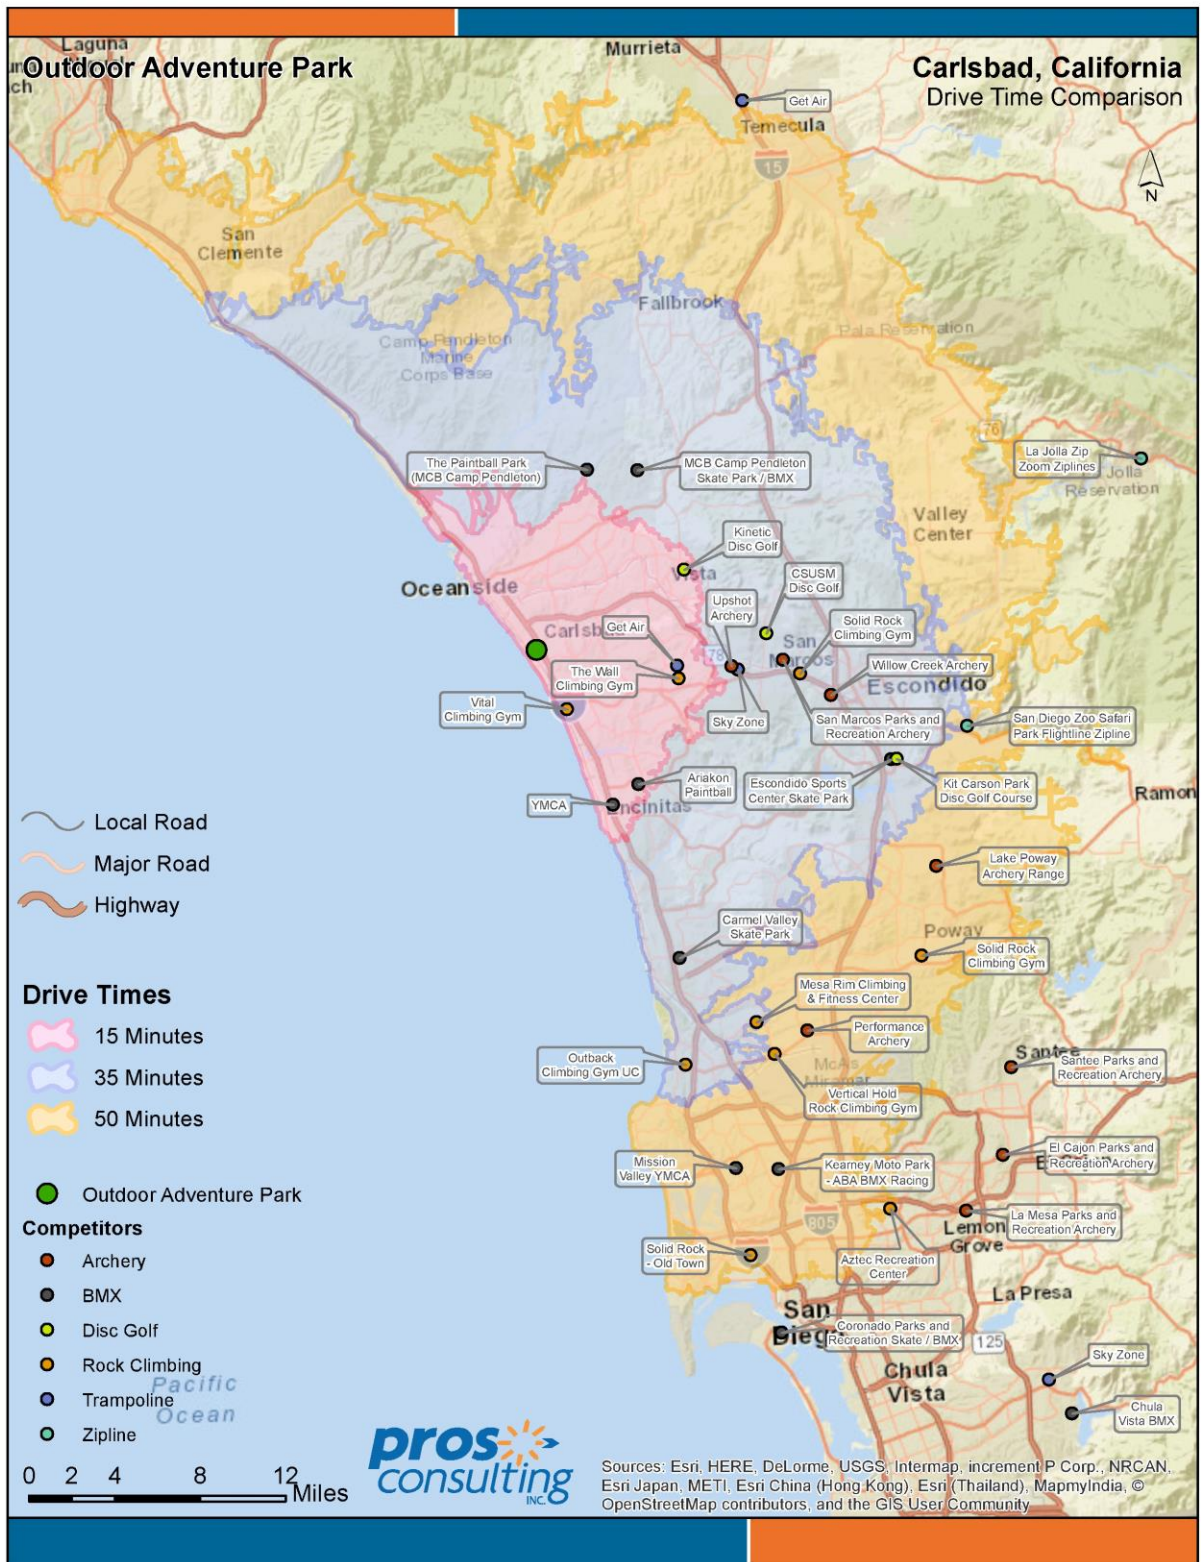 Laguna
ch
Outdoor Adventure Park
Murrieta
Carlsbad, California
Drive Time Comparison
Get Air
Temecula
15
N
San
Clemente
Fallbrook
Camp Pendleton
Marine
Corps Base
Pala Reservation
76
La Jolla Zip
Zoom Ziplines
Jolla
Reservation
The Paintball Park
(MCB Camp Pendleton)
MCB Camp Pendleton
Skate Park / BMX
Valley
Center
Kinetic
Disc Golf
Vista
CSUSM
Disc Golf
Oceanside
Upshot
Archery
Carlsbad
Get Air
78
San
Marcos
Solid Rock
Climbing Gym
The Wall
Climbing Gym
Willow Creek Archery
Escondido
Vital
Climbing Gym
Sky Zone
San Marcos Parks and
Recreation Archery
San Diego Zoo Safari
Park Flightline Zipline
Ariakon
Paintball
Escondido Sports
Center Skate Park
Kit Carson Park
Disc Golf Course
Ramon
YMCA
Encinitas
Local Road
Major Road
Highway
Lake Poway
Archery Range
Carmel Valley
Skate Park
Poway
Solid Rock
Climbing Gym
Drive Times
15 Minutes
35 Minutes
50 Minutes
Mesa Rim Climbing
& Fitness Center
Performance
Archery
Outback
Climbing Gym UC
MCAS
Miramar
Vertical Hold
Rock Climbing Gym
Santee
Santee Parks and
Recreation Archery
Mission
Valley YMCA
Kearney Moto Park
- ABA BMX Racing
El Cajon Parks and
Recreation Archery
Outdoor Adventure Park
Competitors
Archery
BMX
Disc Golf
Rock Climbing
Trampoline
Zipline
Pacific
Ocean
805
La Mesa Parks and
Recreation Archery
Lemon
Grove
Solid Rock
- Old Town
Aztec Recreation
Center
La Presa
San
Diego
Coronado Parks and
Recreation Skate / BMX
125
Sky Zone
Chula
Vista
Chula
Vista BMX
0 2 4 8 12
Miles
pros
consulting
INC.
Sources: Esri, HERE, DeLorme, USGS, Intermap, increment P Corp., NRCAN,
Esri Japan, METI, Esri China (Hong Kong), Esri (Thailand), MapmyIndia, ©
OpenStreetMap contributors, and the GIS User Community